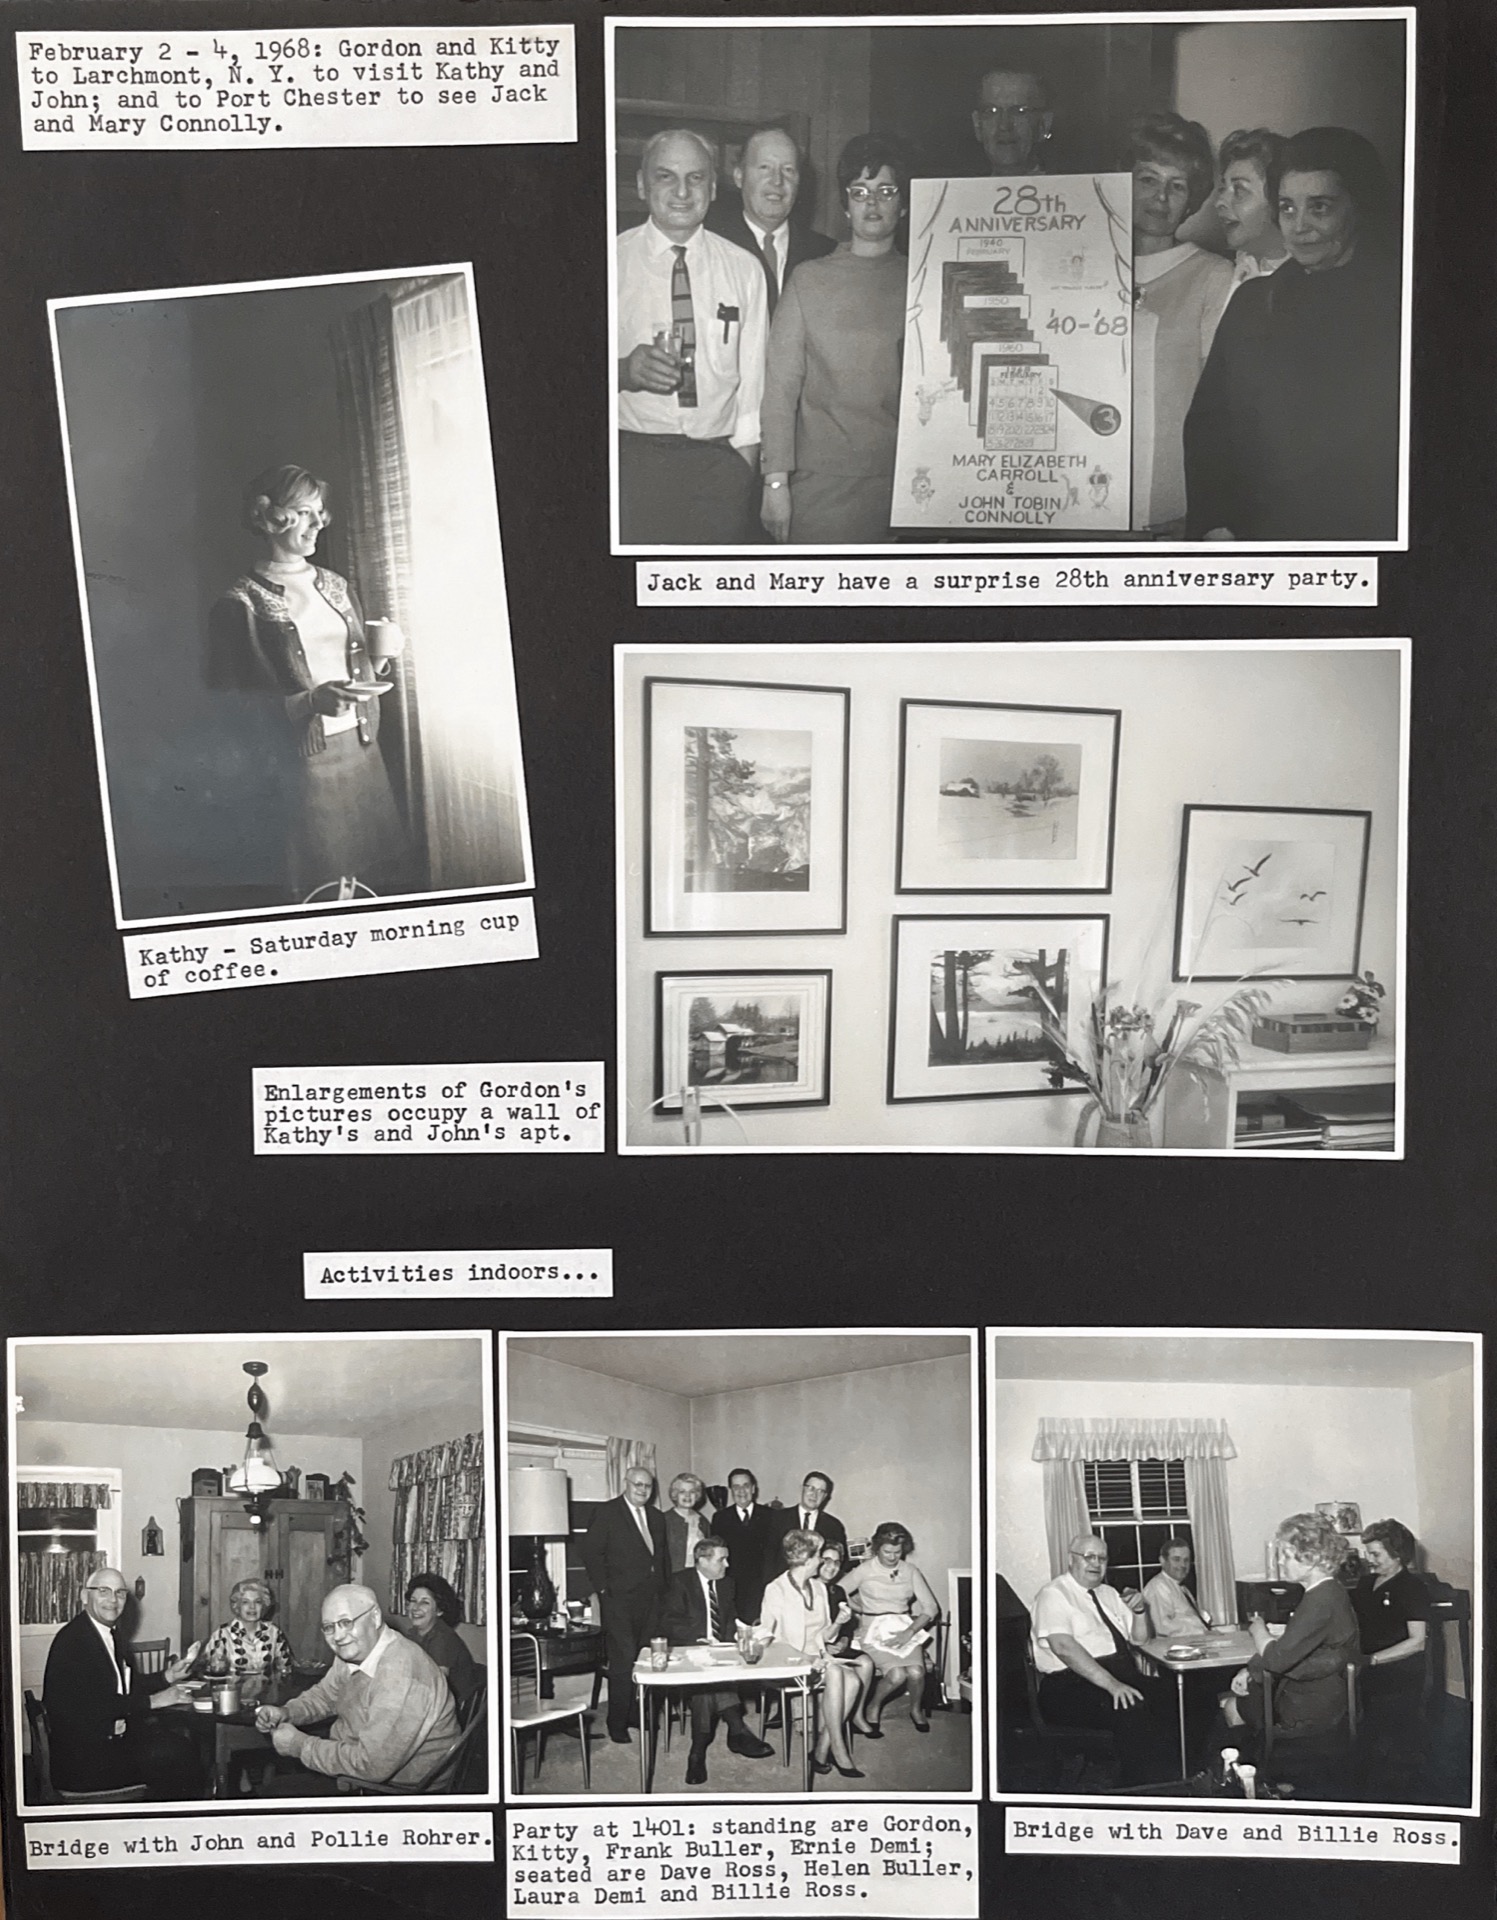 February 2 - 4, 1968: Gordon and Kitty
to Larchmont, N. Y. to visit Kathy and
John; and to Port Chester to see Jack
and Mary Connolly.
28th
ANNIVERSARY
1940
FEBRUARY
1950
'40-'68
1960
1968
FEBRUARY
3
MARY ELIZABETH
CARROLL
&
JOHN TOBIN
CONNOLLY
Jack and Mary have a surprise 28th anniversary party.
Kathy - Saturday morning cup
of coffee.
Enlargements of Gordon's
pictures occupy a wall of
Kathy's and John's apt.
Activities indoors...
Bridge with John and Pollie Rohrer.
Party at 1401: standing are Gordon,
Kitty, Frank Buller, Ernie Demi;
seated are Dave Ross, Helen Buller,
Laura Demi and Billie Ross.
Bridge with Dave and Billie Ross.